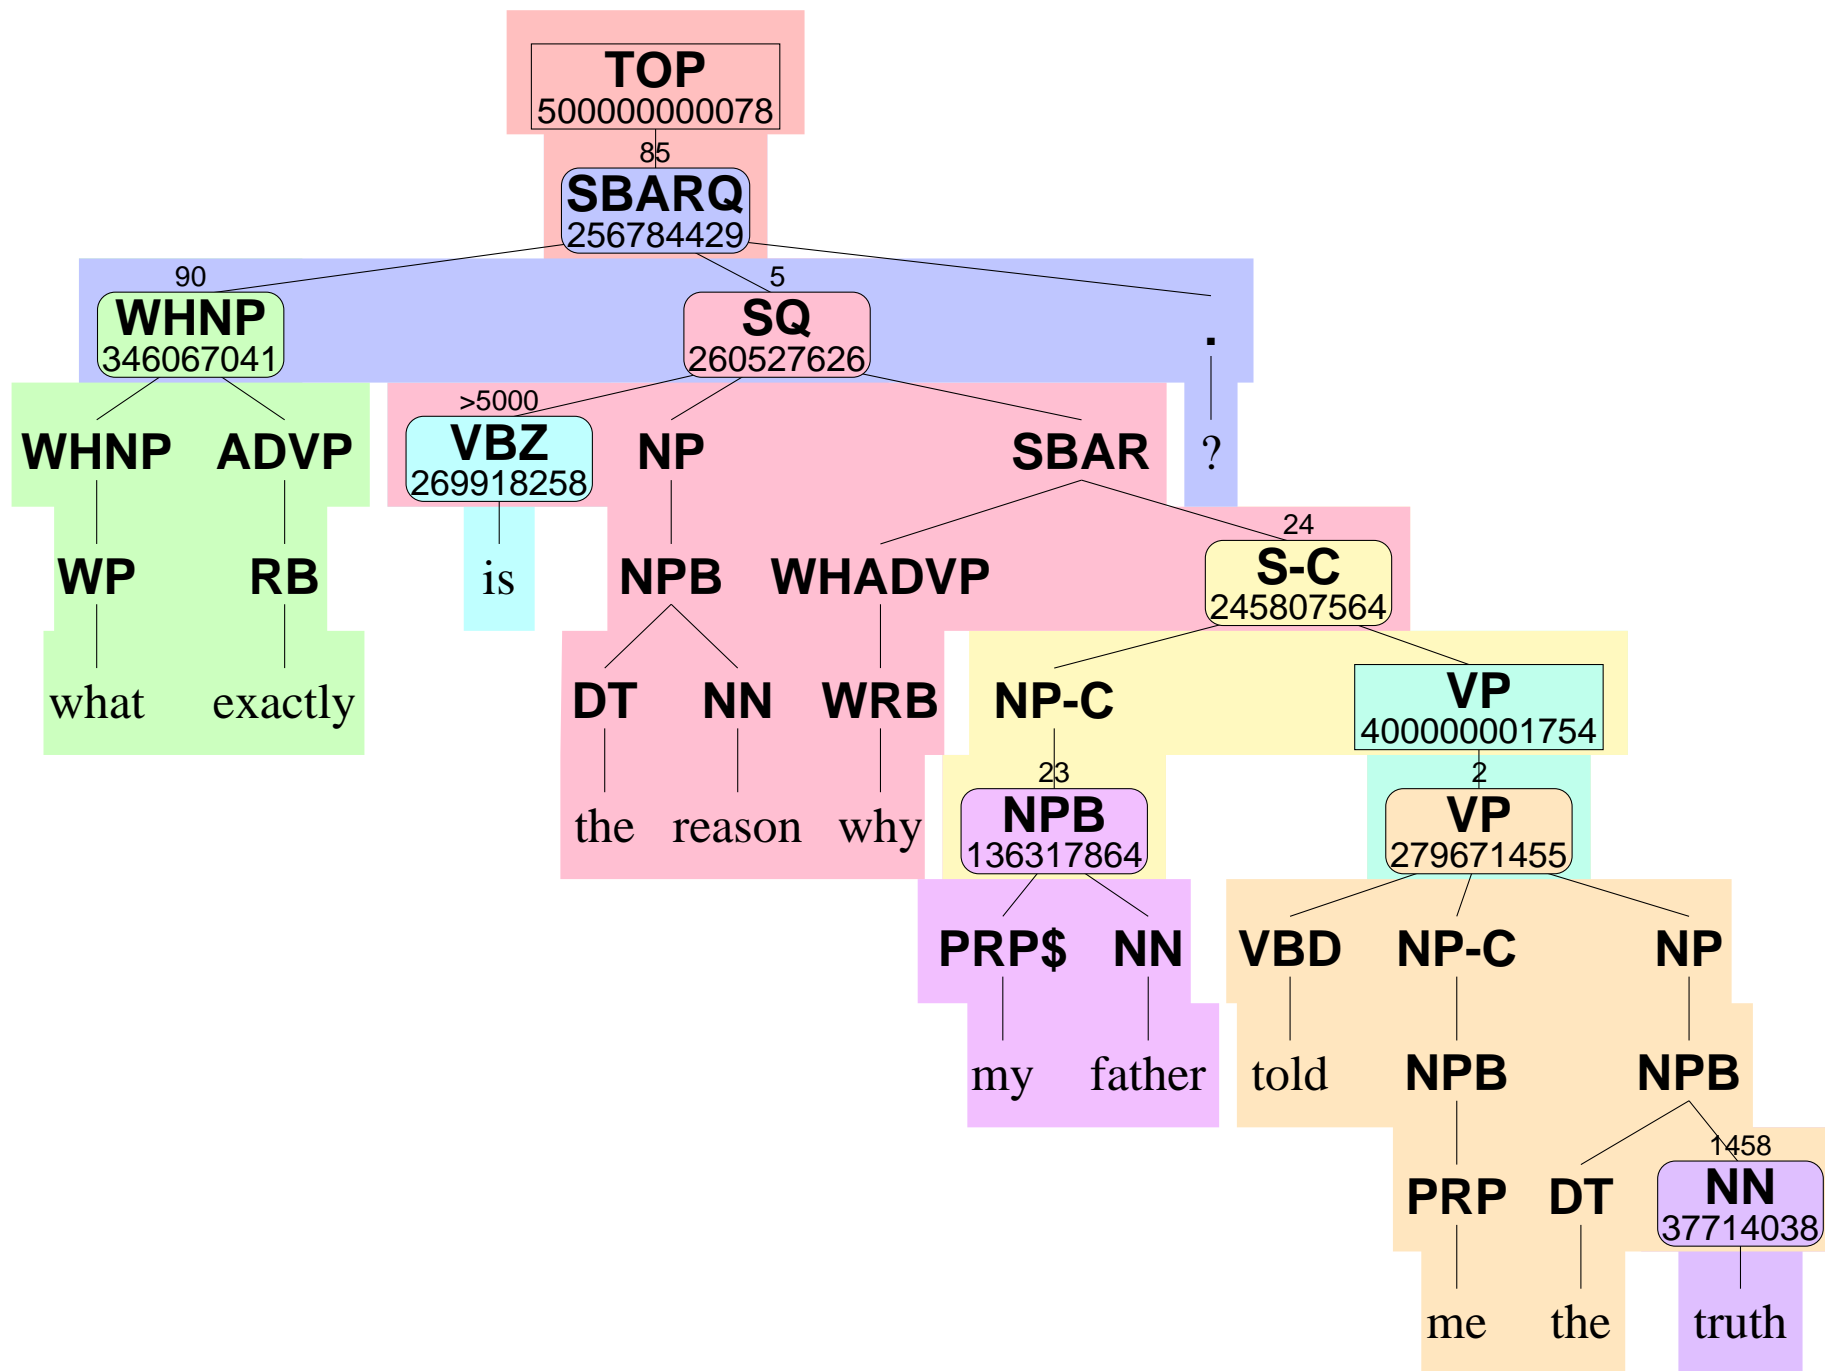 TOP
500000000078
85
SBARQ
256784429
90 5
WHNP SQ .
346067041 260527626
>5000
WHNP ADVP VBZ NP SBAR ?
269918258
24
WP RB is NPB WHADVP S-C
245807564
what exactly DT NN WRB NP-C VP
400000001754
23 2
the reason why NPB VP
136317864 279671455
PRP$ NN VBD NP-C NP
my father told NPB NPB
1458
PRP DT NN
37714038
me the truth